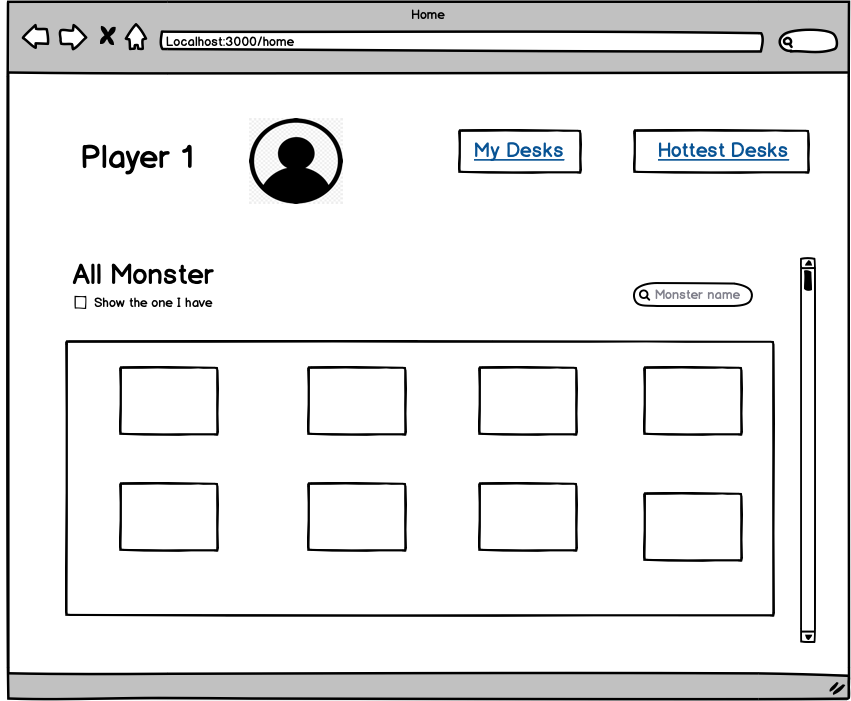 Home
Localhost:3000/home
Player 1
My Desks
Hottest Desks
All Monster
Show the one I have
Monster name